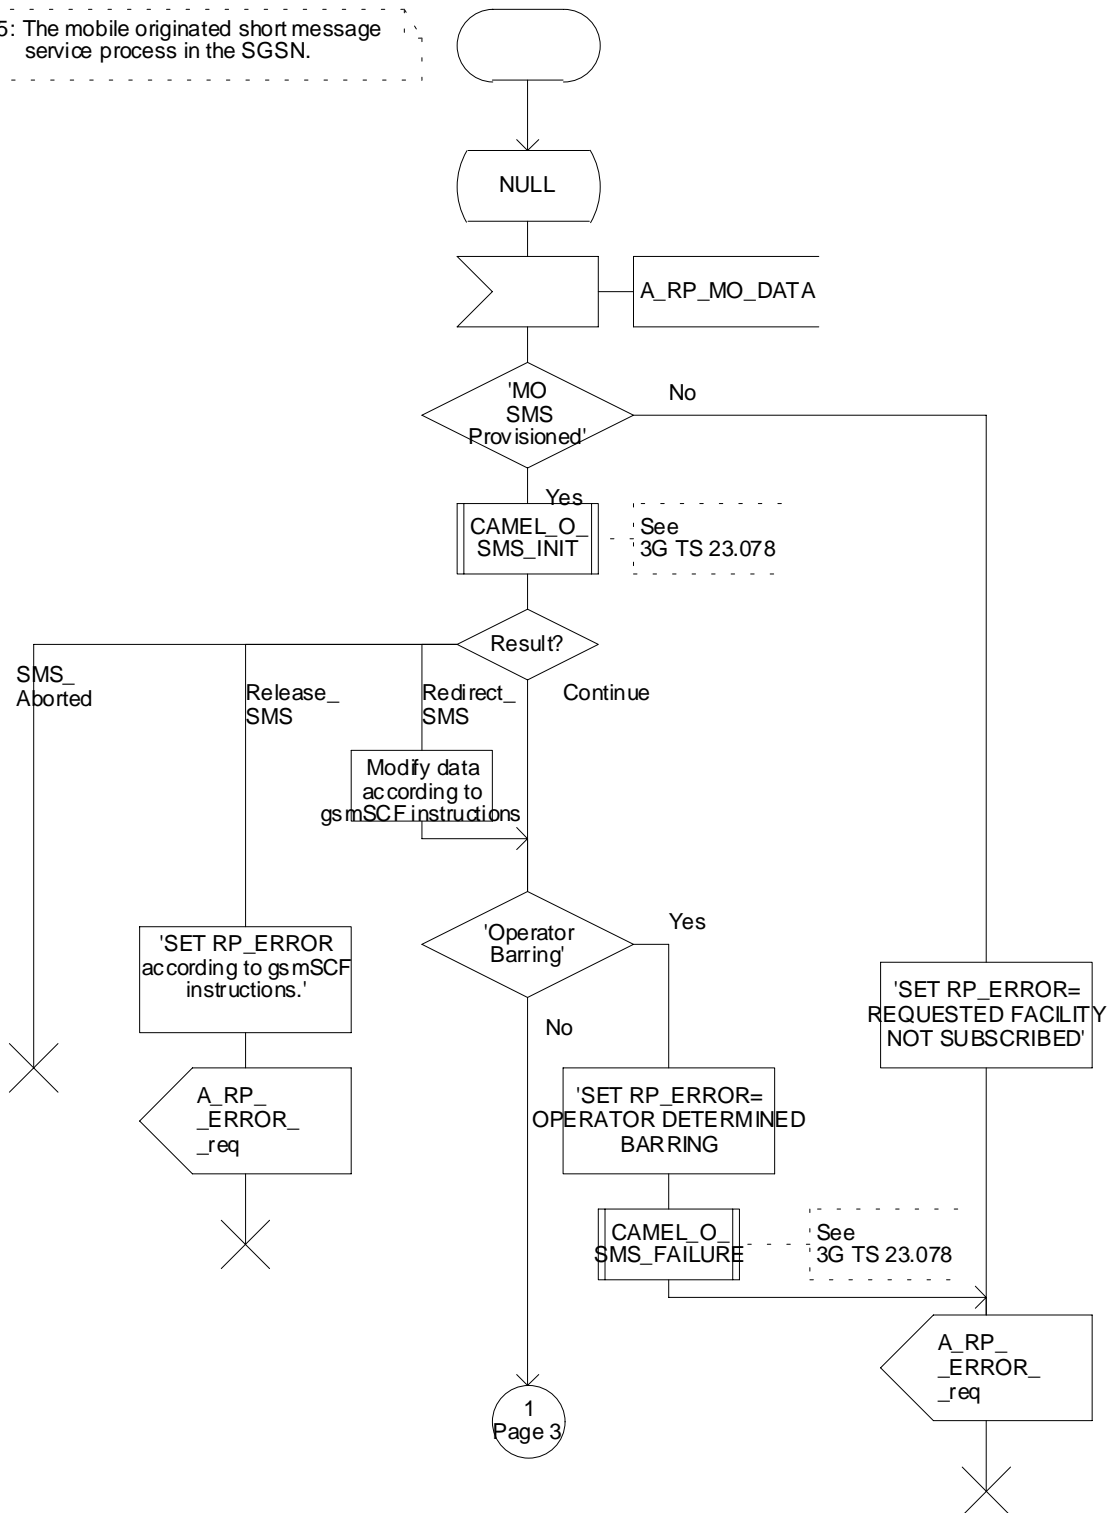 5: The mobile originated short message
service process in the SGSN.
NULL
A_RP_MO_DATA
'MO
SMS
Provisioned'
No
Yes
CAMEL_O_
SMS_INIT
See
3G TS 23.078
Result?
SMS_
Aborted
Release_
SMS
Redirect_
SMS
Continue
Modify data
according to
gsmSCF instructions
'Operator
Barring'
Yes
No
'SET RP_ERROR
according to gsmSCF
instructions.'
'SET RP_ERROR=
REQUESTED FACILITY
NOT SUBSCRIBED'
A_RP_
_ERROR_
_req
'SET RP_ERROR=
OPERATOR DETERMINED
BARRING
CAMEL_O_
SMS_FAILURE
See
3G TS 23.078
A_RP_
_ERROR_
_req
1
Page 3